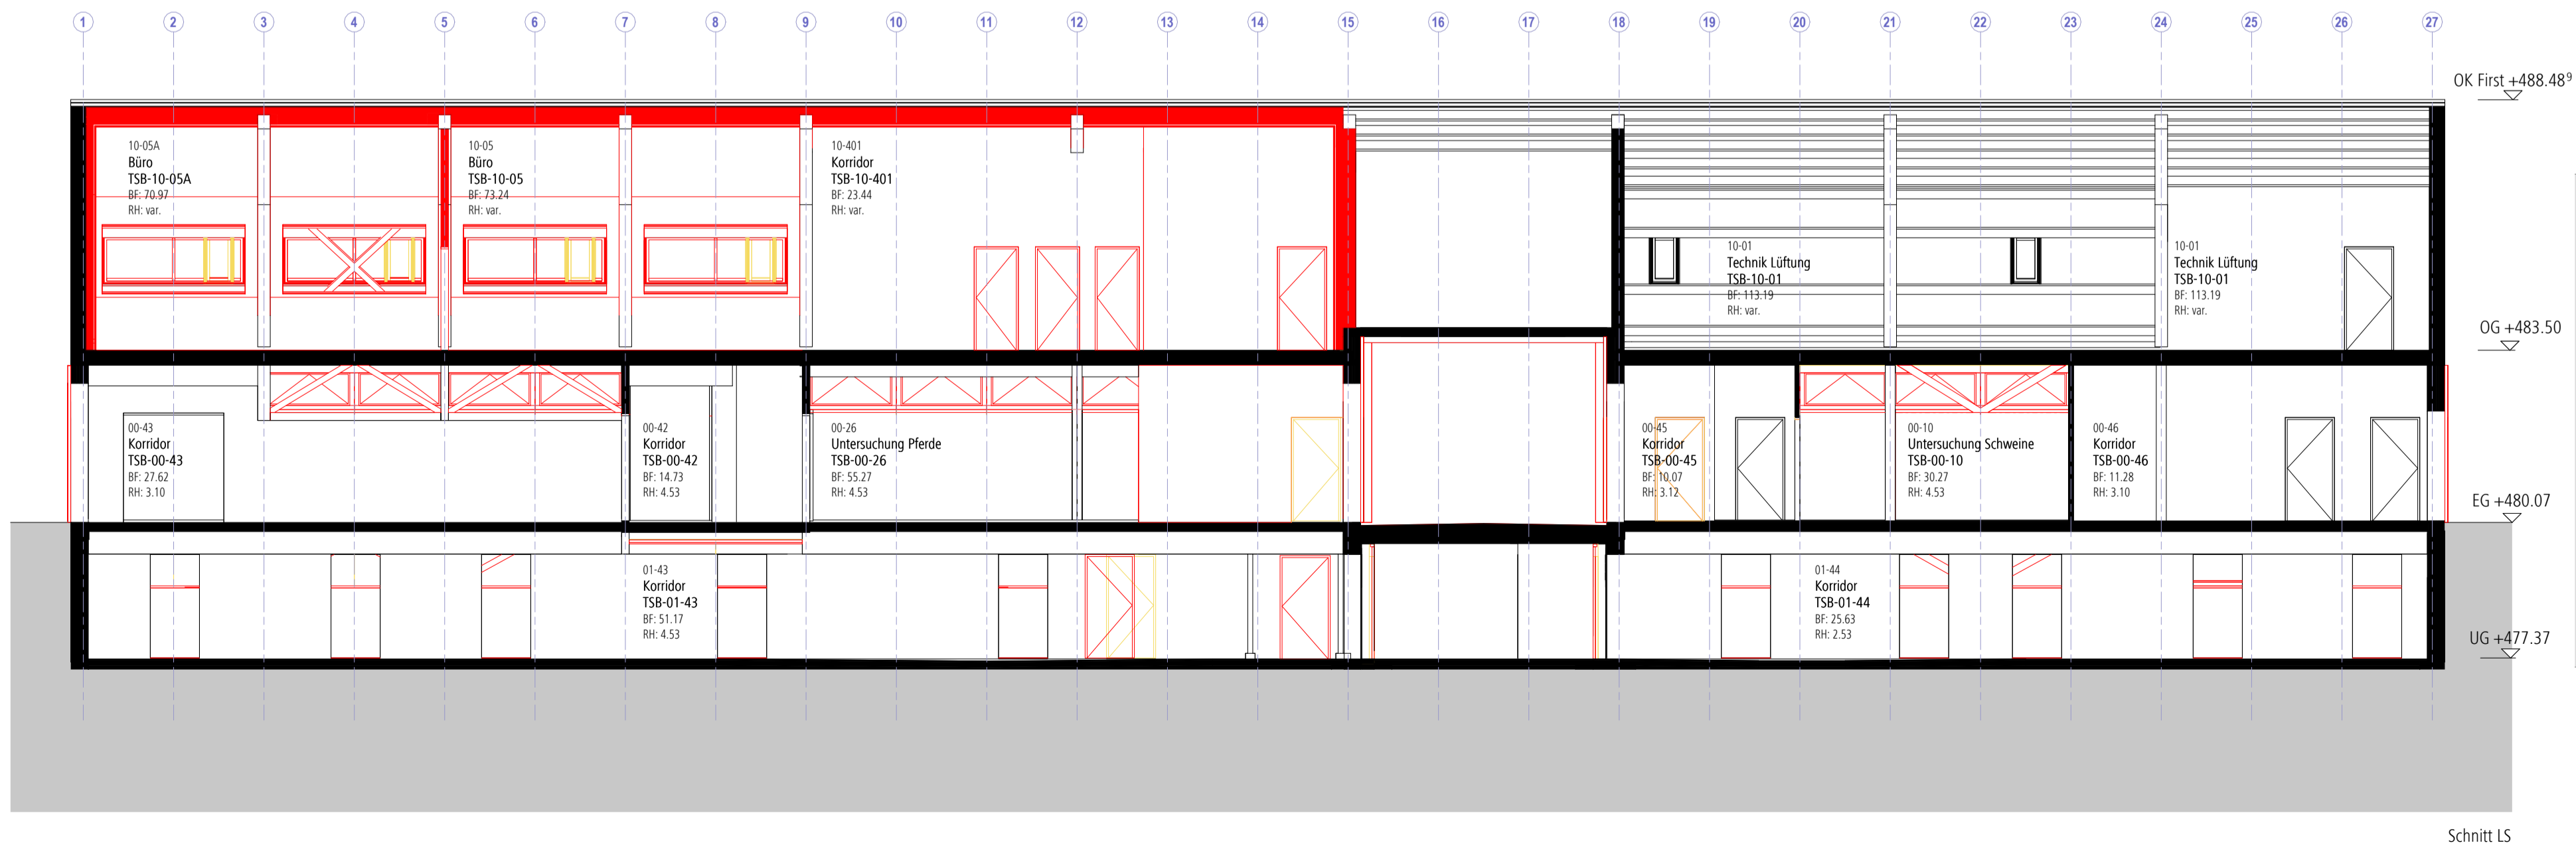 1 2 3 4 5 6 7 8 9 10 11 12 13 14 15 16 17 18 19 20 21 22 23 24 25 26 27
OK First +488.48⁹
10-05A
Büro
TSB-10-05A
BF: 70.97
RH: var.
10-05
Büro
TSB-10-05
BF: 73.24
RH: var.
10-401
Korridor
TSB-10-401
BF: 23.44
RH: var.
10-01
Technik Lüftung
TSB-10-01
BF: 113.19
RH: var.
10-01
Technik Lüftung
TSB-10-01
BF: 113.19
RH: var.
OG +483.50
00-43
Korridor
TSB-00-43
BF: 27.62
RH: 3.10
00-42
Korridor
TSB-00-42
BF: 14.73
RH: 4.53
00-26
Untersuchung Pferde
TSB-00-26
BF: 55.27
RH: 4.53
00-45
Korridor
TSB-00-45
BF: 10.07
RH: 3.12
00-10
Untersuchung Schweine
TSB-00-10
BF: 30.27
RH: 4.53
00-46
Korridor
TSB-00-46
BF: 11.28
RH: 3.10
EG +480.07
01-43
Korridor
TSB-01-43
BF: 51.17
RH: 4.53
01-44
Korridor
TSB-01-44
BF: 25.63
RH: 2.53
UG +477.37
Schnitt LS